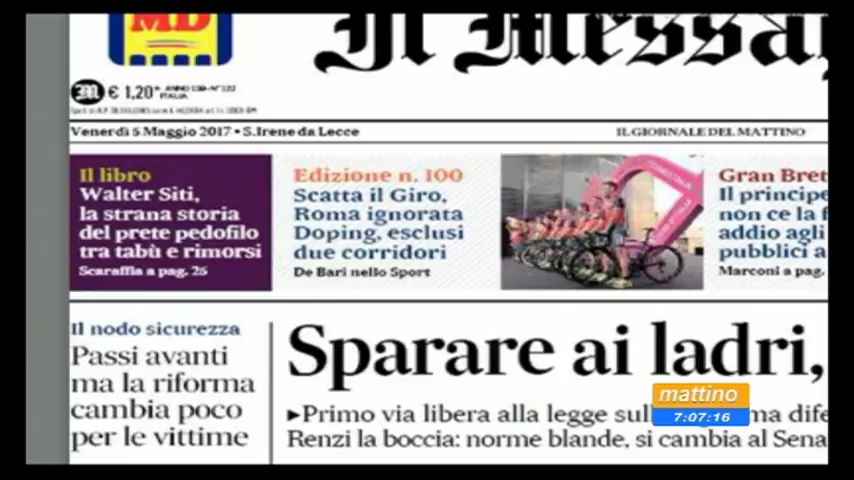 MD
Il Messag
€ 1,20* ANNO 139-N°122
ITALIA
Venerdì 5 Maggio 2017 • S.Irene da Lecce
IL GIORNALE DEL MATTINO
Il libro
Walter Siti,
la strana storia
del prete pedofilo
tra tabù e rimorsi
Scaraffia a pag. 25
Edizione n. 100
Scatta il Giro,
Roma ignorata
Doping, esclusi
due corridori
De Bari nello Sport
Gran Bret
Il principe
non ce la f
addio agli
pubblici a
Marconi a pag.
Il nodo sicurezza
Passi avanti
ma la riforma
cambia poco
per le vittime
Sparare ai ladri,
▸Primo via libera alla legge sull ma dife
Renzi la boccia: norme blande, si cambia al Sena
mattino
7:07:16